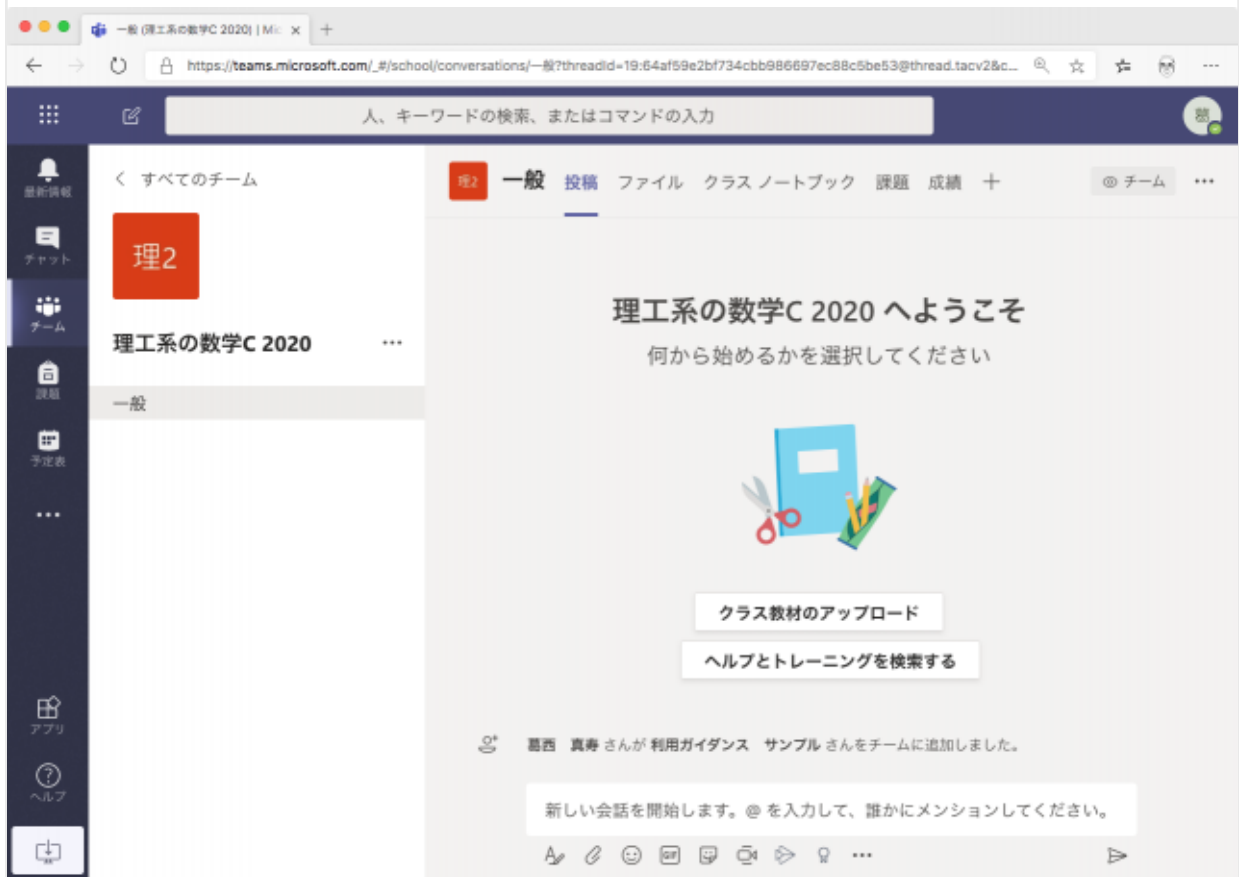 一般 (理工系の数学C 2020) | Mic
https://teams.microsoft.com/_#/school/conversations/一般?threadId=19:64af59e2bf734cbb986697ec88c5be53@thread.tacv2&c...
人、キーワードの検索、またはコマンドの入力
葛
最新情報
チャット
チーム
課題
予定表
アプリ
ヘルプ
すべてのチーム
理2
理工系の数学C 2020
一般
理2 一般 投稿 ファイル クラス ノートブック 課題 成績
チーム
理工系の数学C 2020 へようこそ
何から始めるかを選択してください
クラス教材のアップロード
ヘルプとトレーニングを検索する
葛西 真寿 さんが 利用ガイダンス サンプル さんをチームに追加しました。
新しい会話を開始します。@ を入力して、誰かにメンションしてください。
GIF